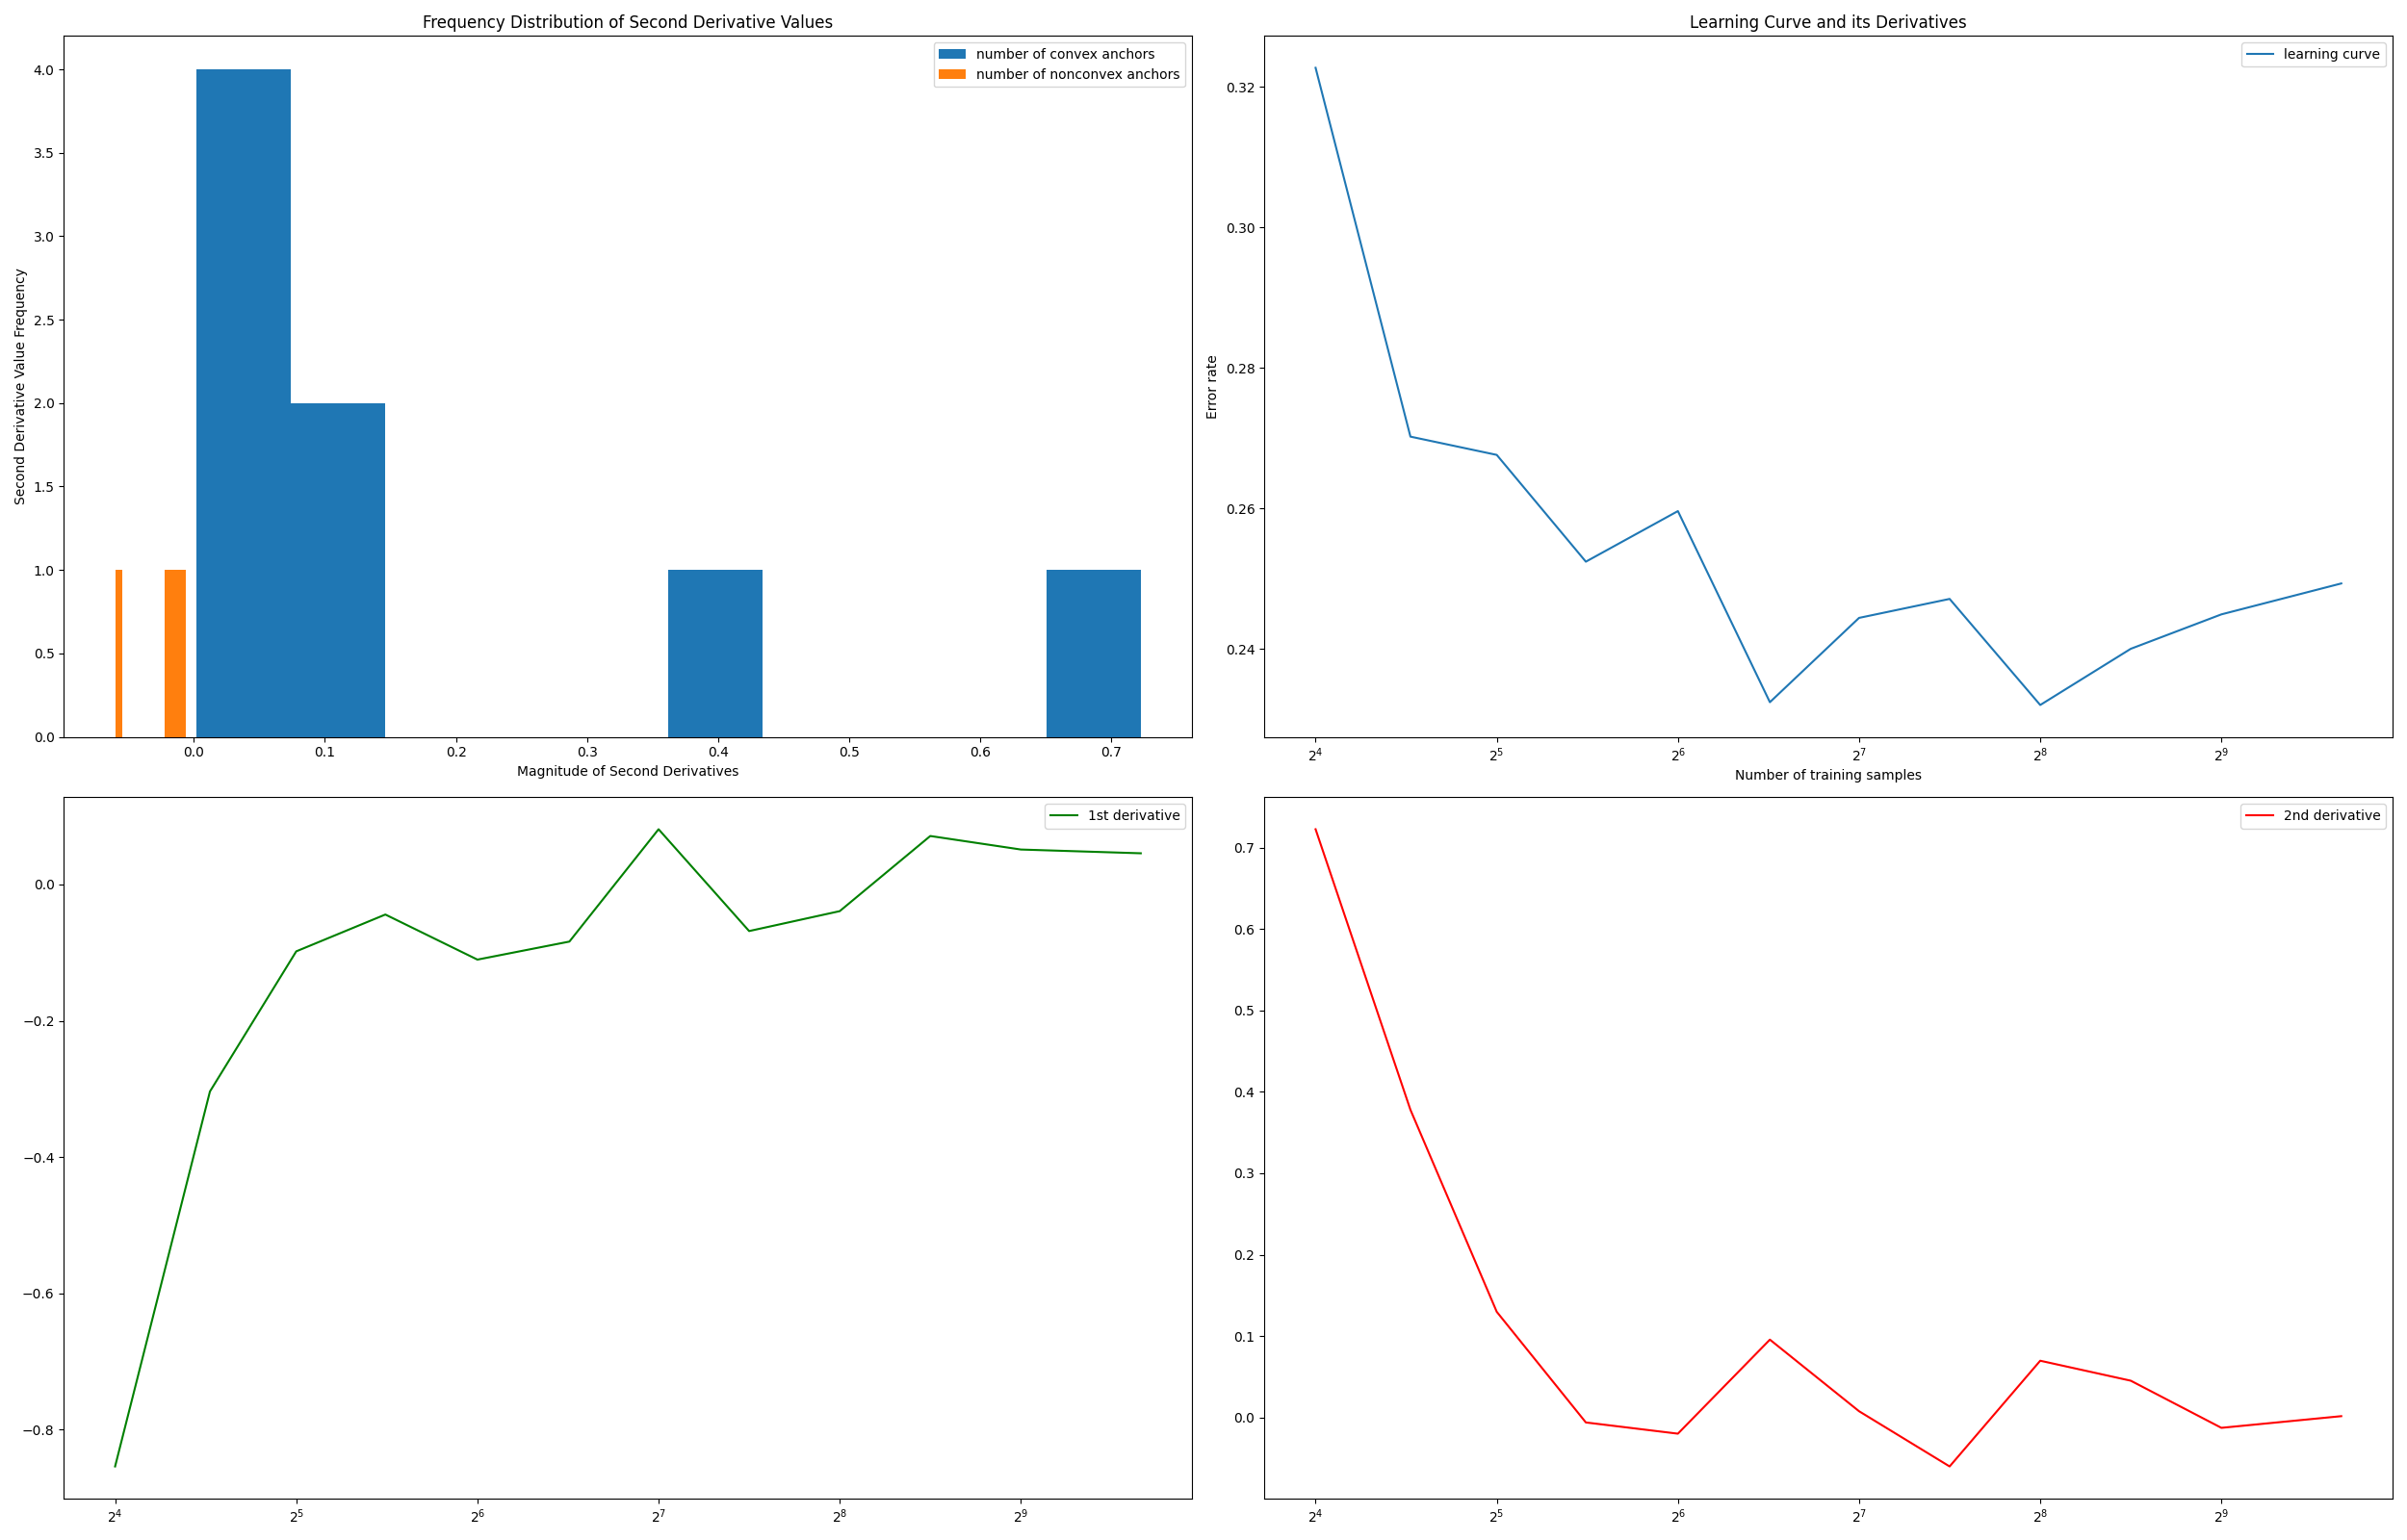 Frequency Distribution of Second Derivative Values
number of convex anchors
number of nonconvex anchors
Second Derivative Value Frequency
4.0
3.5
3.0
2.5
2.0
1.5
1.0
0.5
0.0
0.0 0.1 0.2 0.3 0.4 0.5 0.6 0.7
Magnitude of Second Derivatives
Learning Curve and its Derivatives
learning curve
Error rate
0.32
0.30
0.28
0.26
0.24
2⁴ 2⁵ 2⁶ 2⁷ 2⁸ 2⁹
Number of training samples
1st derivative
0.0
−0.2
−0.4
−0.6
−0.8
2⁴ 2⁵ 2⁶ 2⁷ 2⁸ 2⁹
2nd derivative
0.7
0.6
0.5
0.4
0.3
0.2
0.1
0.0
2⁴ 2⁵ 2⁶ 2⁷ 2⁸ 2⁹